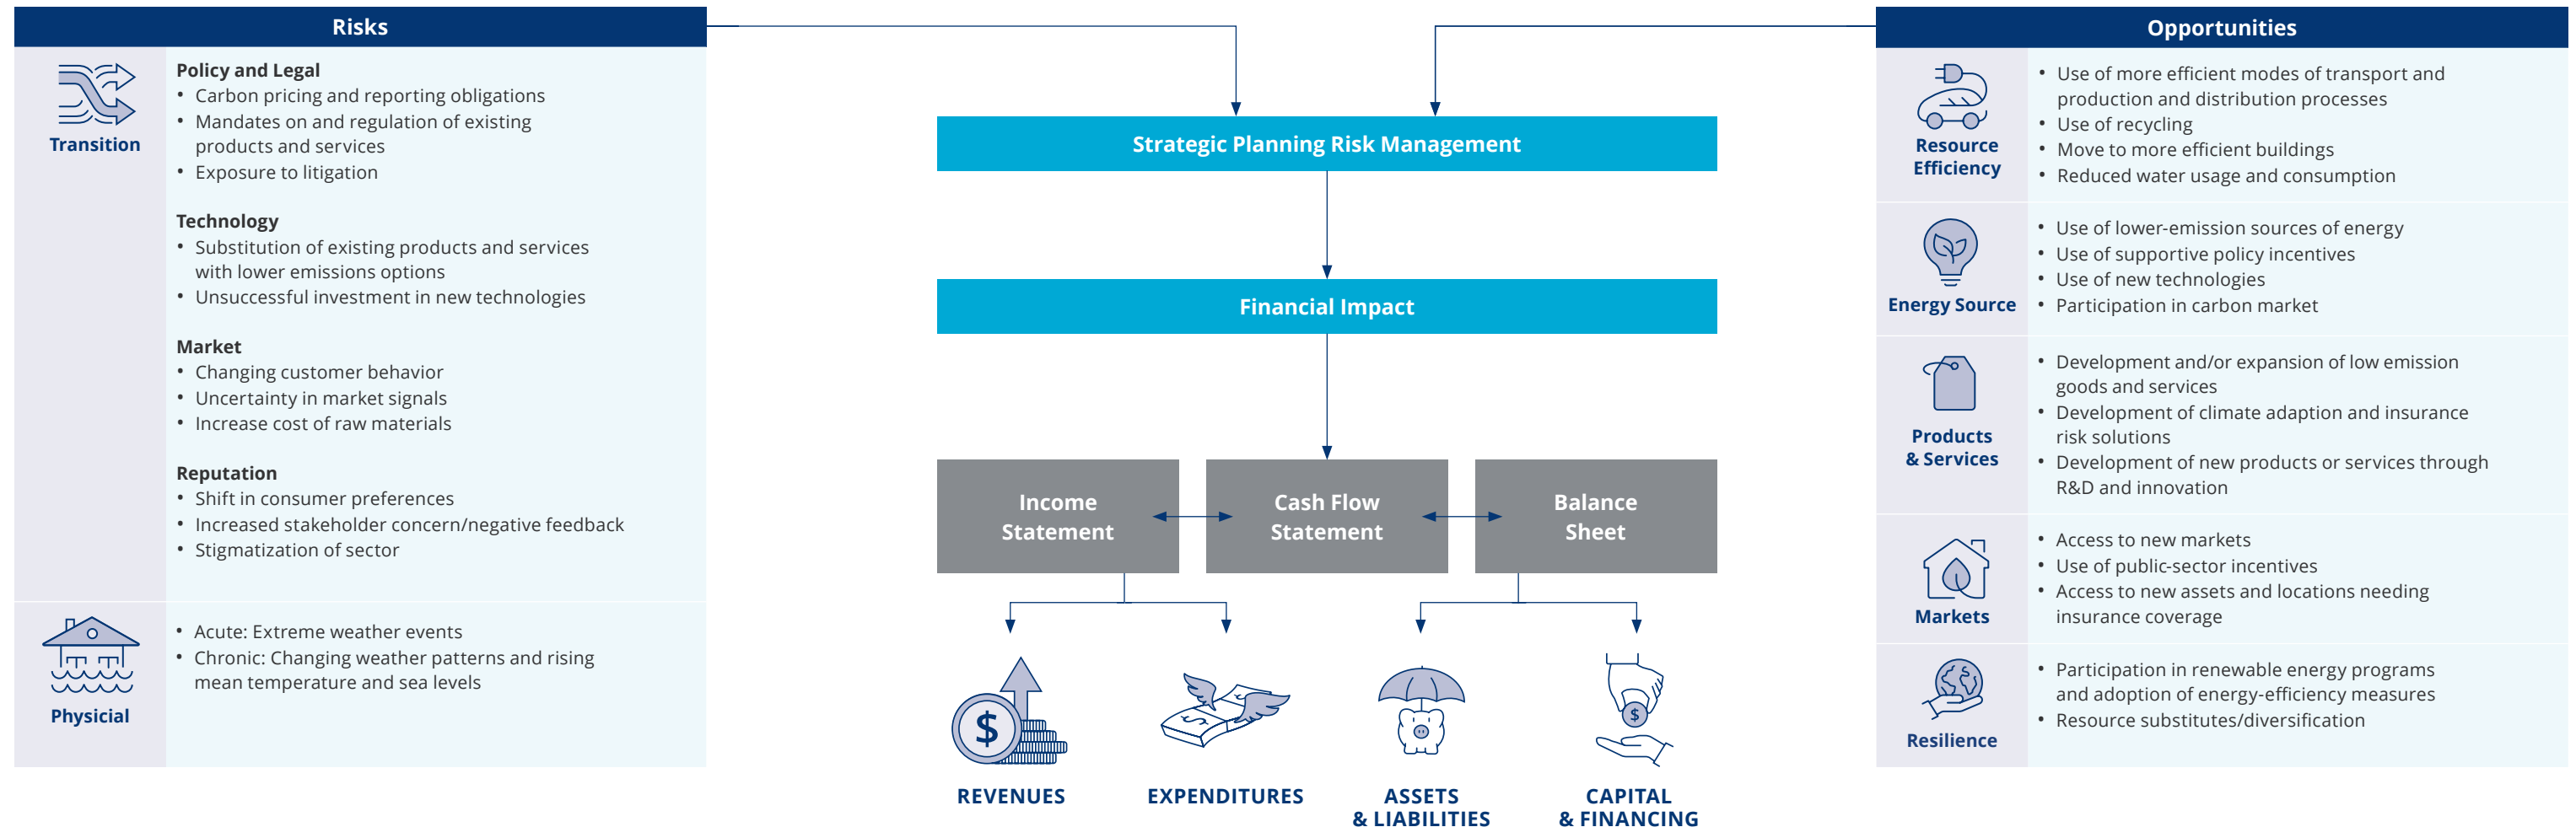 Risks
Transition
Policy and Legal
• Carbon pricing and reporting obligations
• Mandates on and regulation of existing
products and services
• Exposure to litigation
Technology
• Substitution of existing products and services
with lower emissions options
• Unsuccessful investment in new technologies
Market
• Changing customer behavior
• Uncertainty in market signals
• Increase cost of raw materials
Reputation
• Shift in consumer preferences
• Increased stakeholder concern/negative feedback
• Stigmatization of sector
Physicial
• Acute: Extreme weather events
• Chronic: Changing weather patterns and rising
mean temperature and sea levels
Strategic Planning Risk Management
Financial Impact
Income
Statement
Cash Flow
Statement
Balance
Sheet
$
$
REVENUES
EXPENDITURES
ASSETS
& LIABILITIES
CAPITAL
& FINANCING
Opportunities
Resource
Efficiency
• Use of more efficient modes of transport and
production and distribution processes
• Use of recycling
• Move to more efficient buildings
• Reduced water usage and consumption
Energy Source
• Use of lower-emission sources of energy
• Use of supportive policy incentives
• Use of new technologies
• Participation in carbon market
Products
& Services
• Development and/or expansion of low emission
goods and services
• Development of climate adaption and insurance
risk solutions
• Development of new products or services through
R&D and innovation
Markets
• Access to new markets
• Use of public-sector incentives
• Access to new assets and locations needing
insurance coverage
Resilience
• Participation in renewable energy programs
and adoption of energy-efficiency measures
• Resource substitutes/diversification